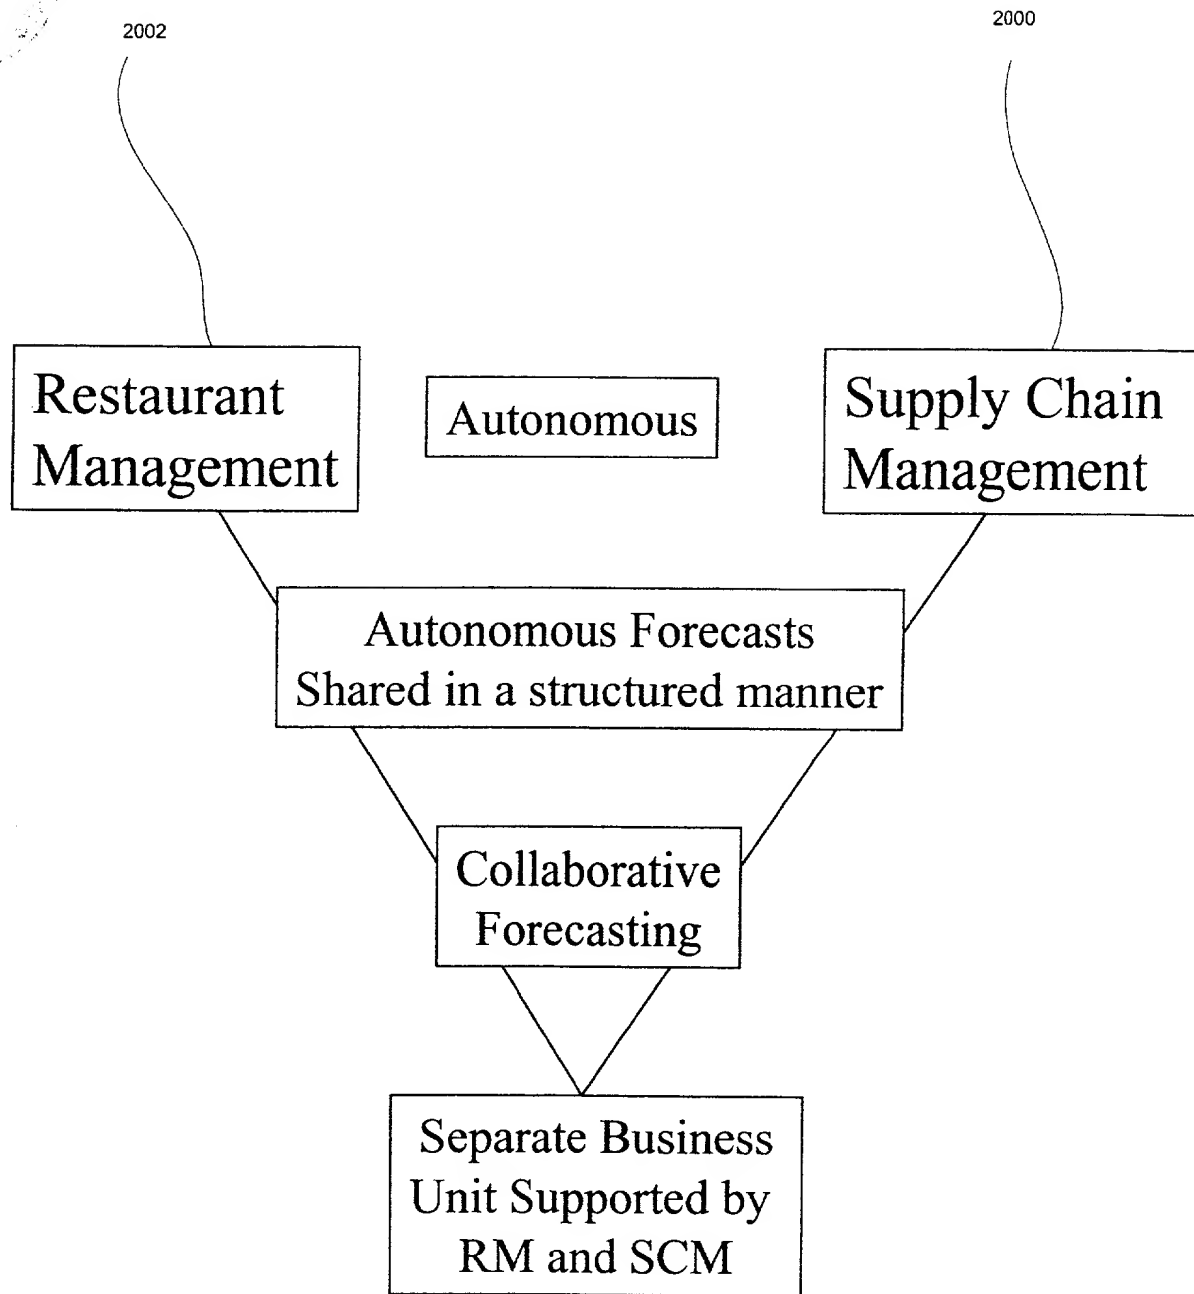 2002
2000
Restaurant
Management
Autonomous
Supply Chain
Management
Autonomous Forecasts
Shared in a structured manner
Collaborative
Forecasting
Separate Business
Unit Supported by
RM and SCM